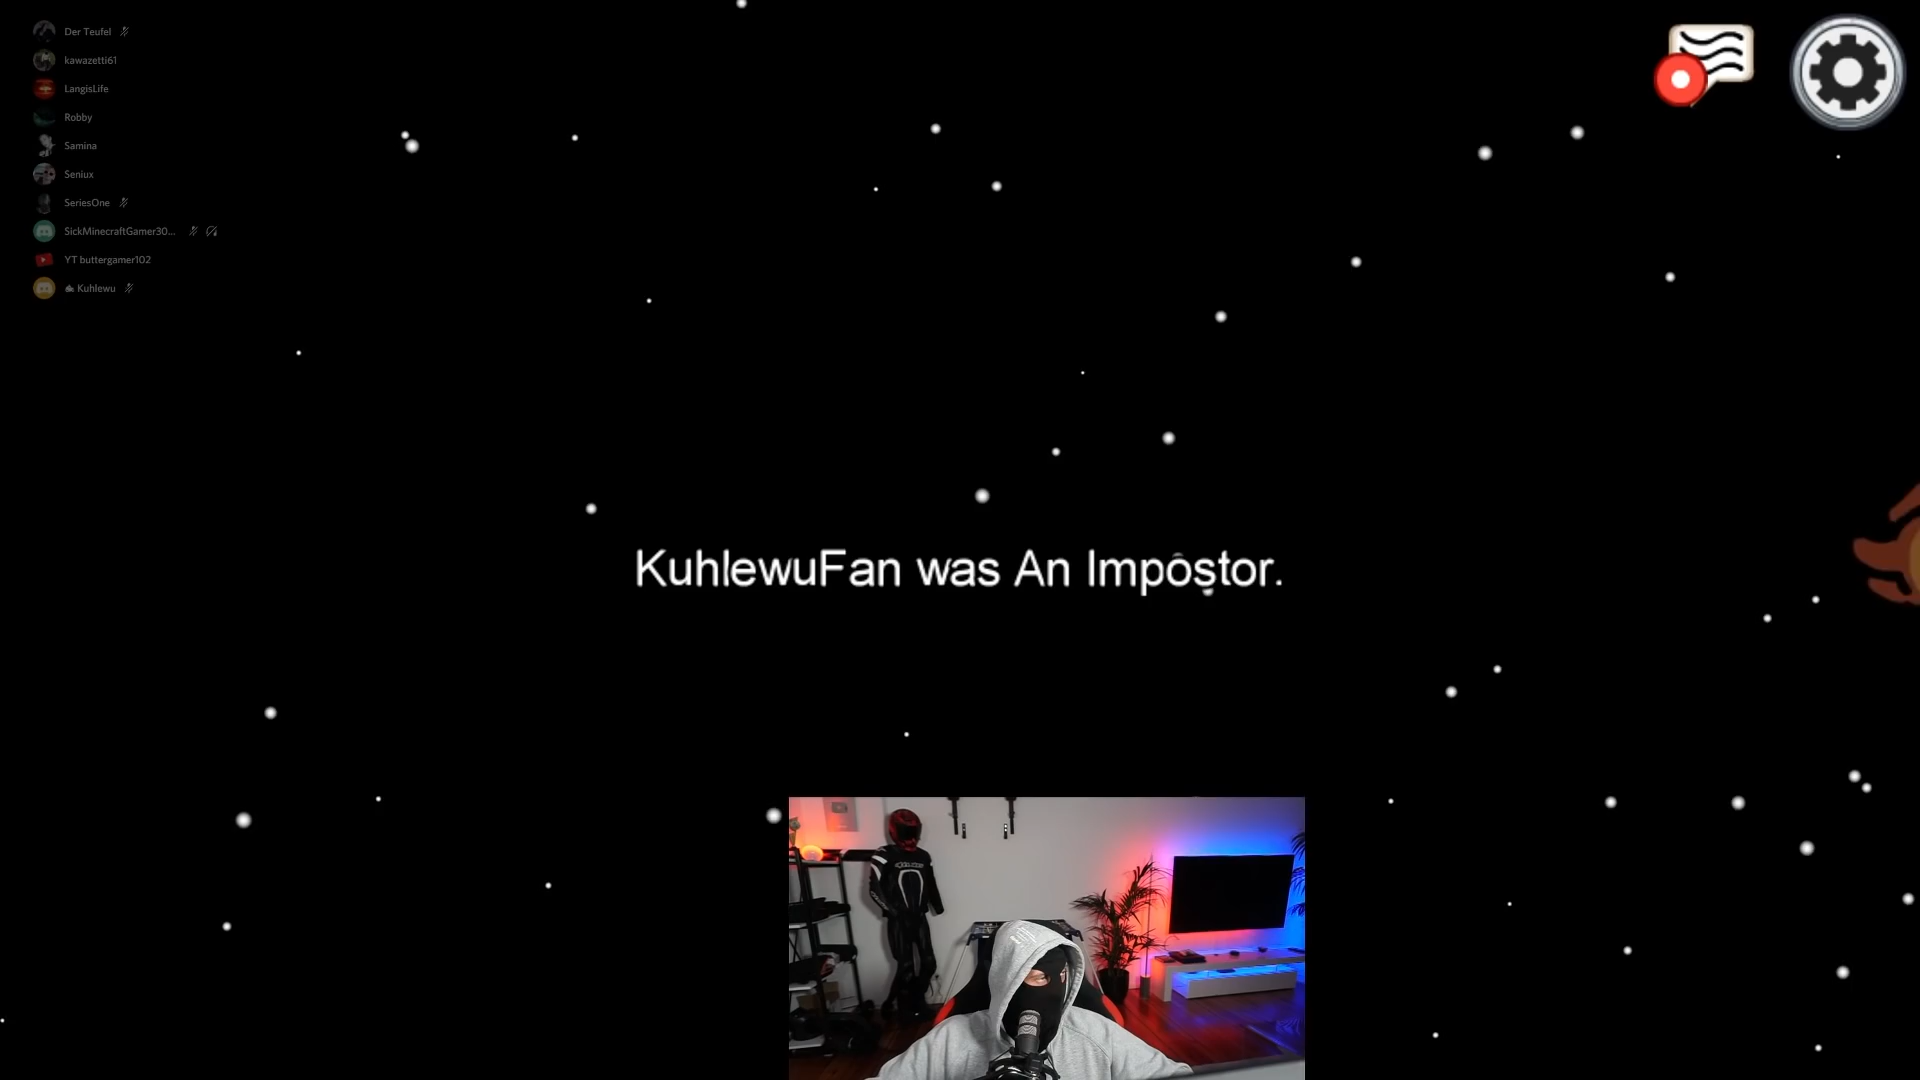 Der Teufel
kawazetti61
LangisLife
Robby
Samina
Seniux
SeriesOne
SickMinecraftGamer30...
YT buttergamer102
Kuhlewu
KuhlewuFan was An Impostor.